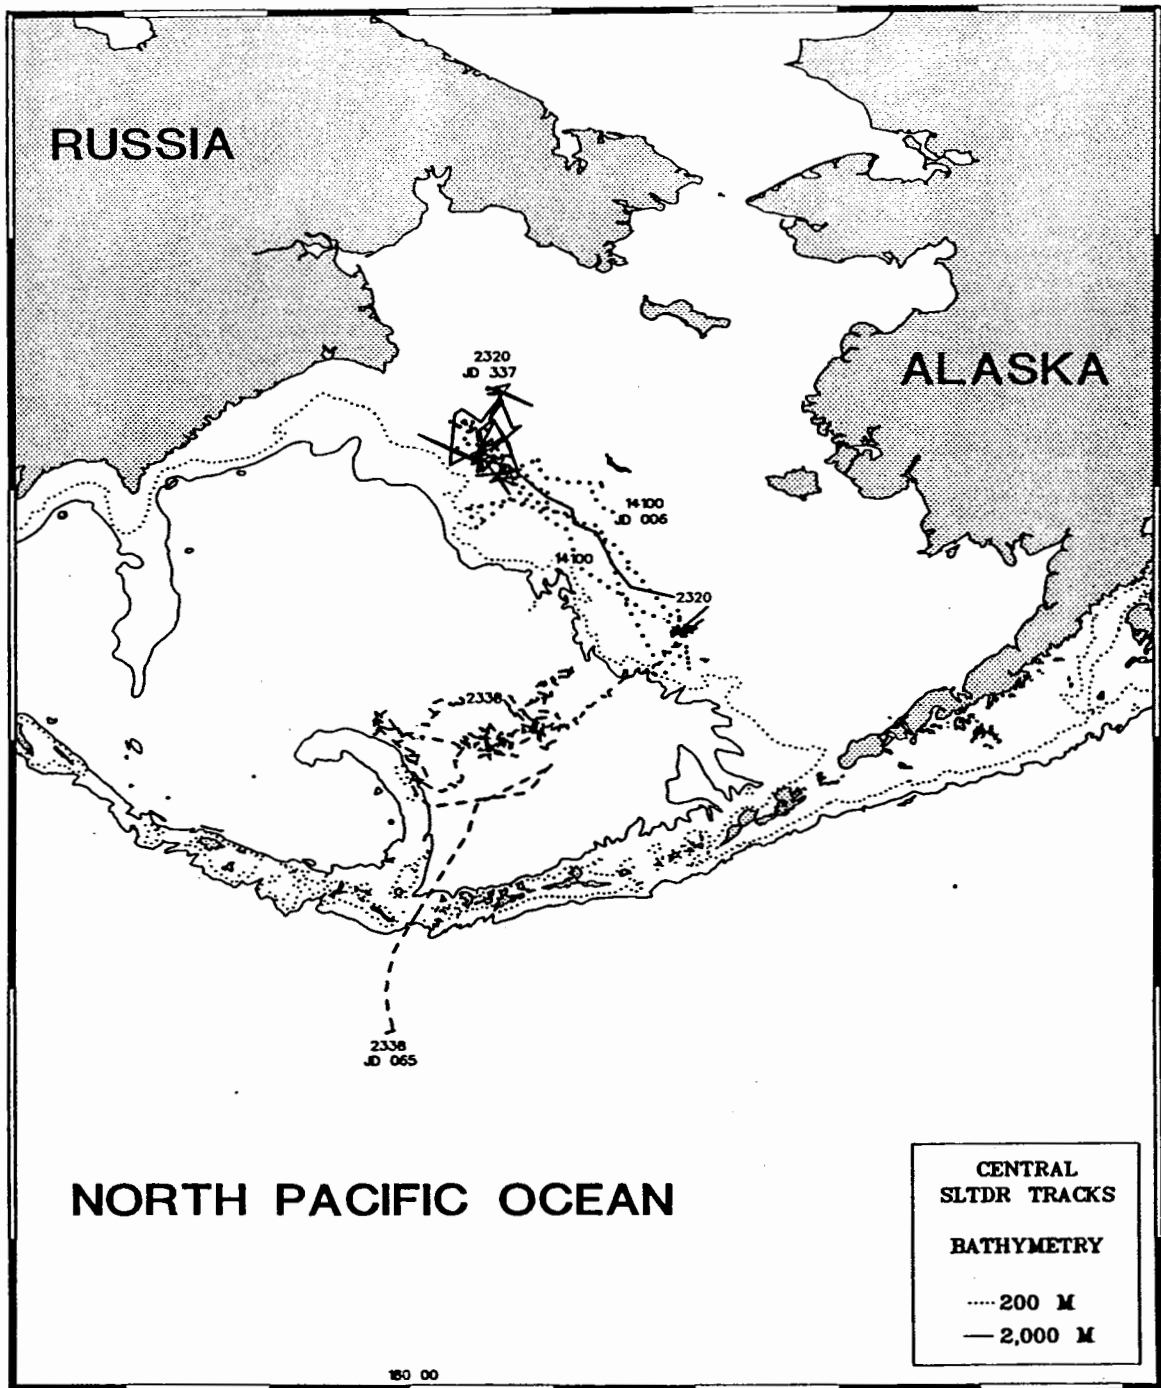 RUSSIA
ALASKA
2320
JD 337
14100
JD 006
14100
2320
2338
2338
JD 065
NORTH PACIFIC OCEAN
CENTRAL
SLTDR TRACKS
BATHYMETRY
200 M
2,000 M
180 00